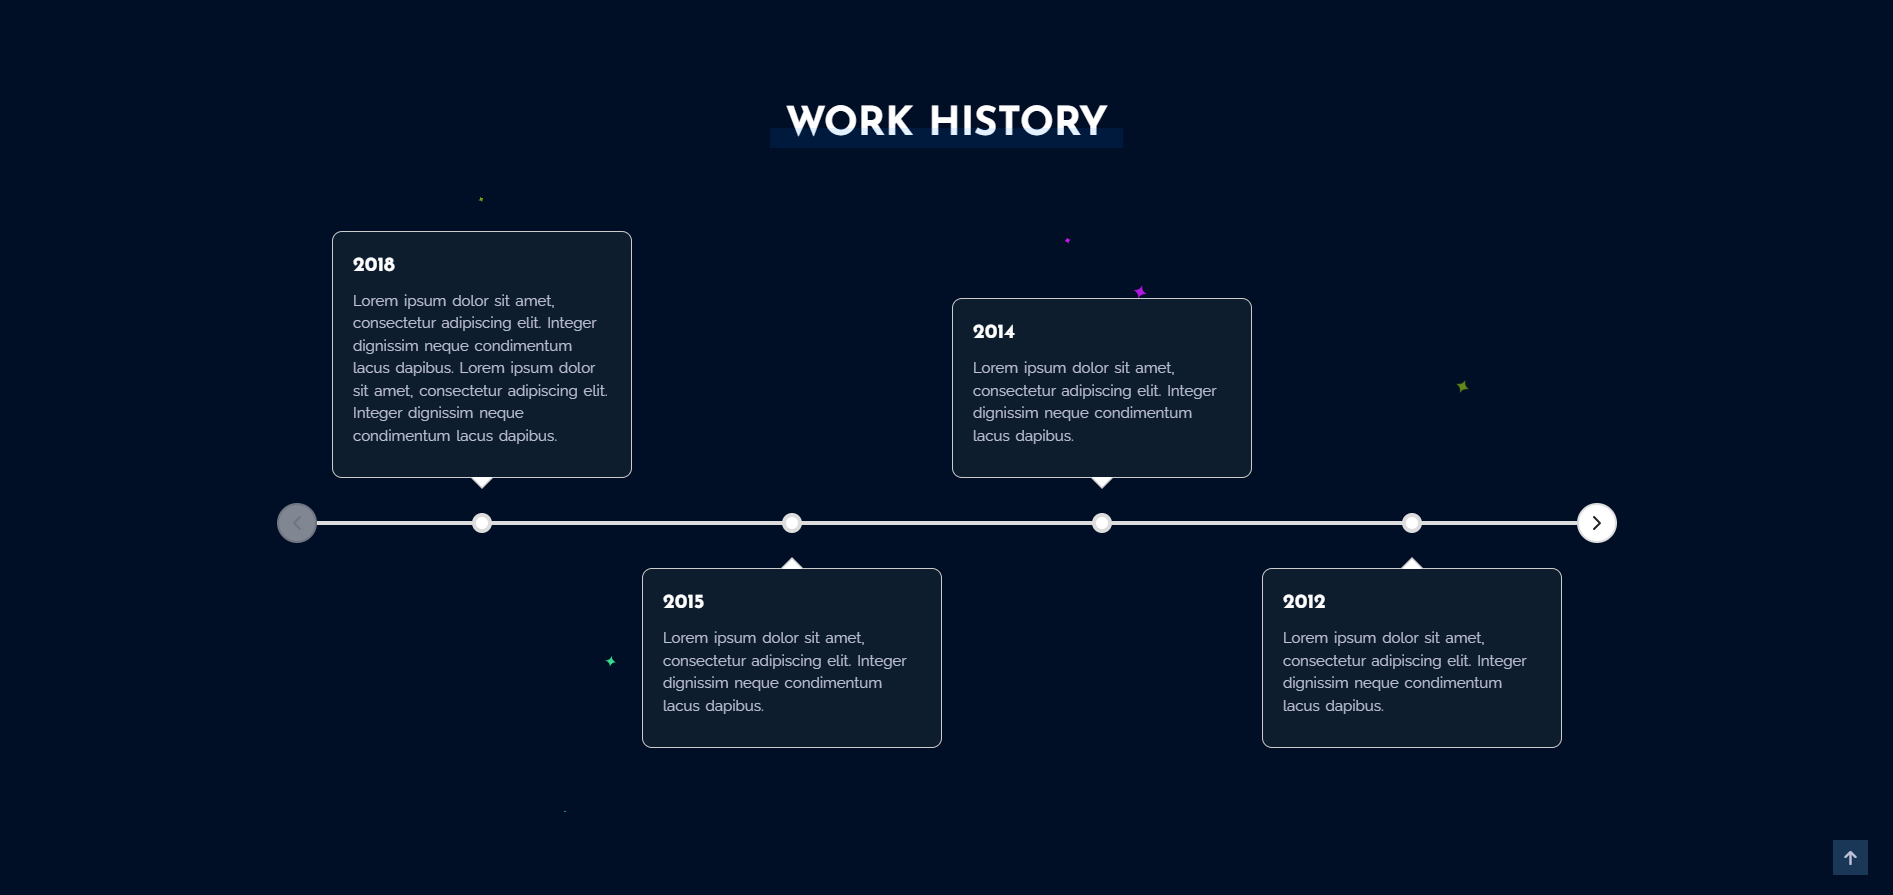 WORK HISTORY
2018
Lorem ipsum dolor sit amet,
consectetur adipiscing elit. Integer
dignissim neque condimentum
lacus dapibus. Lorem ipsum dolor
sit amet, consectetur adipiscing elit.
Integer dignissim neque
condimentum lacus dapibus.
2015
Lorem ipsum dolor sit amet,
consectetur adipiscing elit. Integer
dignissim neque condimentum
lacus dapibus.
2014
Lorem ipsum dolor sit amet,
consectetur adipiscing elit. Integer
dignissim neque condimentum
lacus dapibus.
2012
Lorem ipsum dolor sit amet,
consectetur adipiscing elit. Integer
dignissim neque condimentum
lacus dapibus.